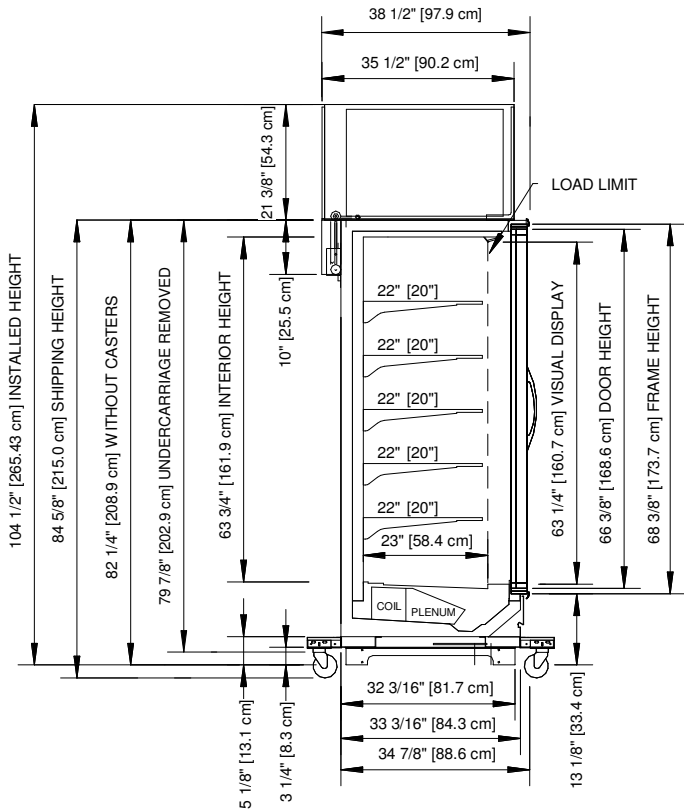 38 1/2" [97.9 cm]
35 1/2" [90.2 cm]
21 3/8" [54.3 cm]
LOAD LIMIT
104 1/2" [265.43 cm] INSTALLED HEIGHT
84 5/8" [215.0 cm] SHIPPING HEIGHT
82 1/4" [208.9 cm] WITHOUT CASTERS
79 7/8" [202.9 cm] UNDERCARRIAGE REMOVED
63 3/4" [161.9 cm] INTERIOR HEIGHT
10" [25.5 cm]
22" [20"]
22" [20"]
22" [20"]
22" [20"]
22" [20"]
23" [58.4 cm]
63 1/4" [160.7 cm] VISUAL DISPLAY
66 3/8" [168.6 cm] DOOR HEIGHT
68 3/8" [173.7 cm] FRAME HEIGHT
COIL
PLENUM
32 3/16" [81.7 cm]
33 3/16" [84.3 cm]
34 7/8" [88.6 cm]
5 1/8" [13.1 cm]
3 1/4" [8.3 cm]
13 1/8" [33.4 cm]